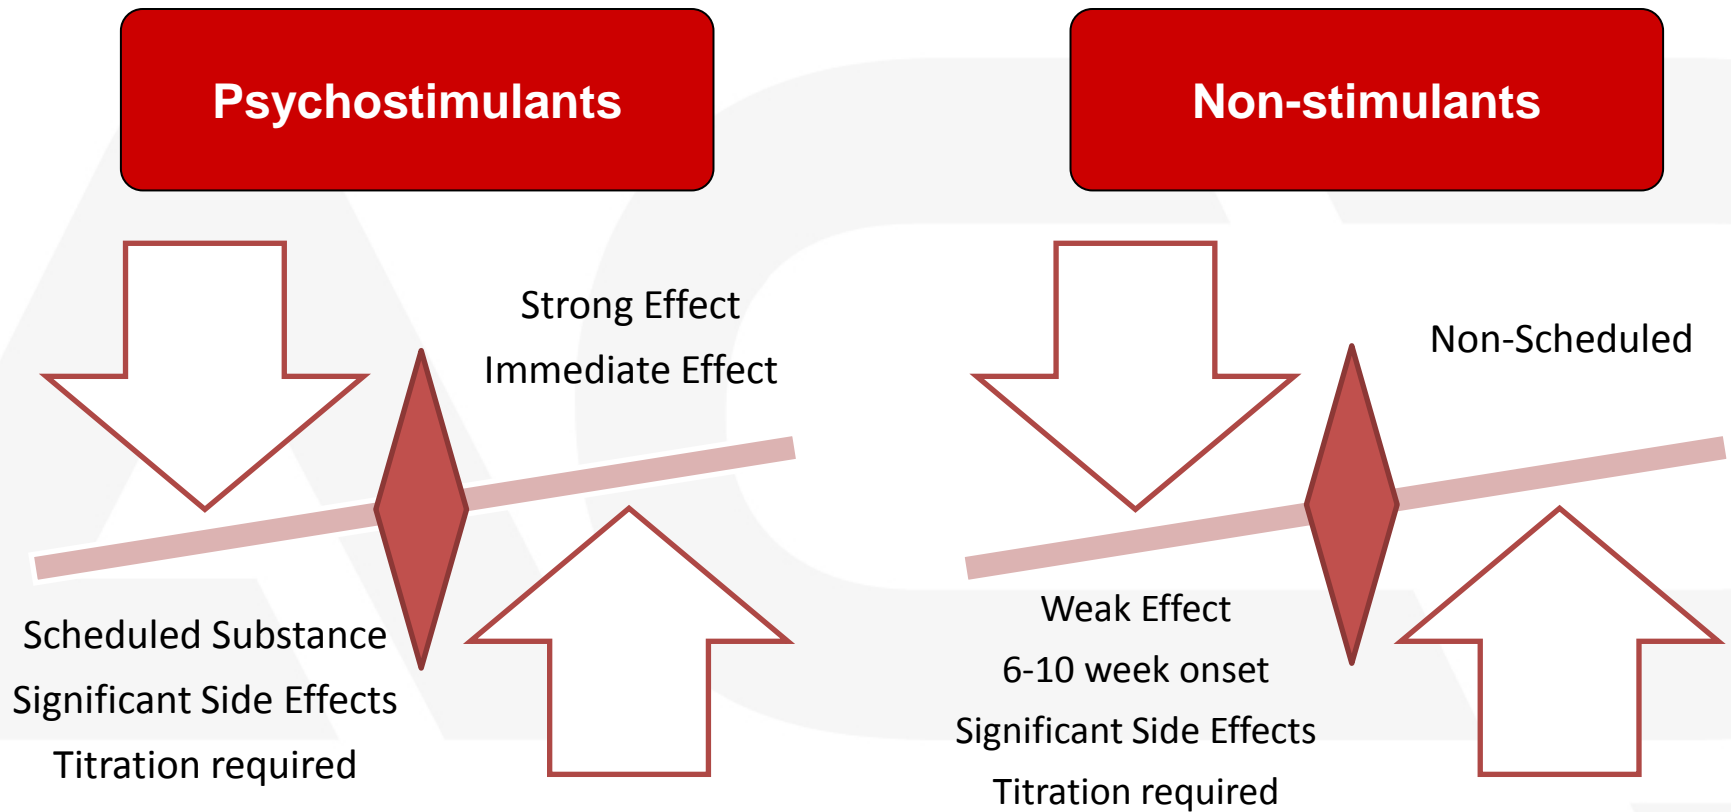 Psychostimulants
Strong Effect
Immediate Effect
Scheduled Substance
Significant Side Effects
Titration required
Non-stimulants
Non-Scheduled
Weak Effect
6-10 week onset
Significant Side Effects
Titration required